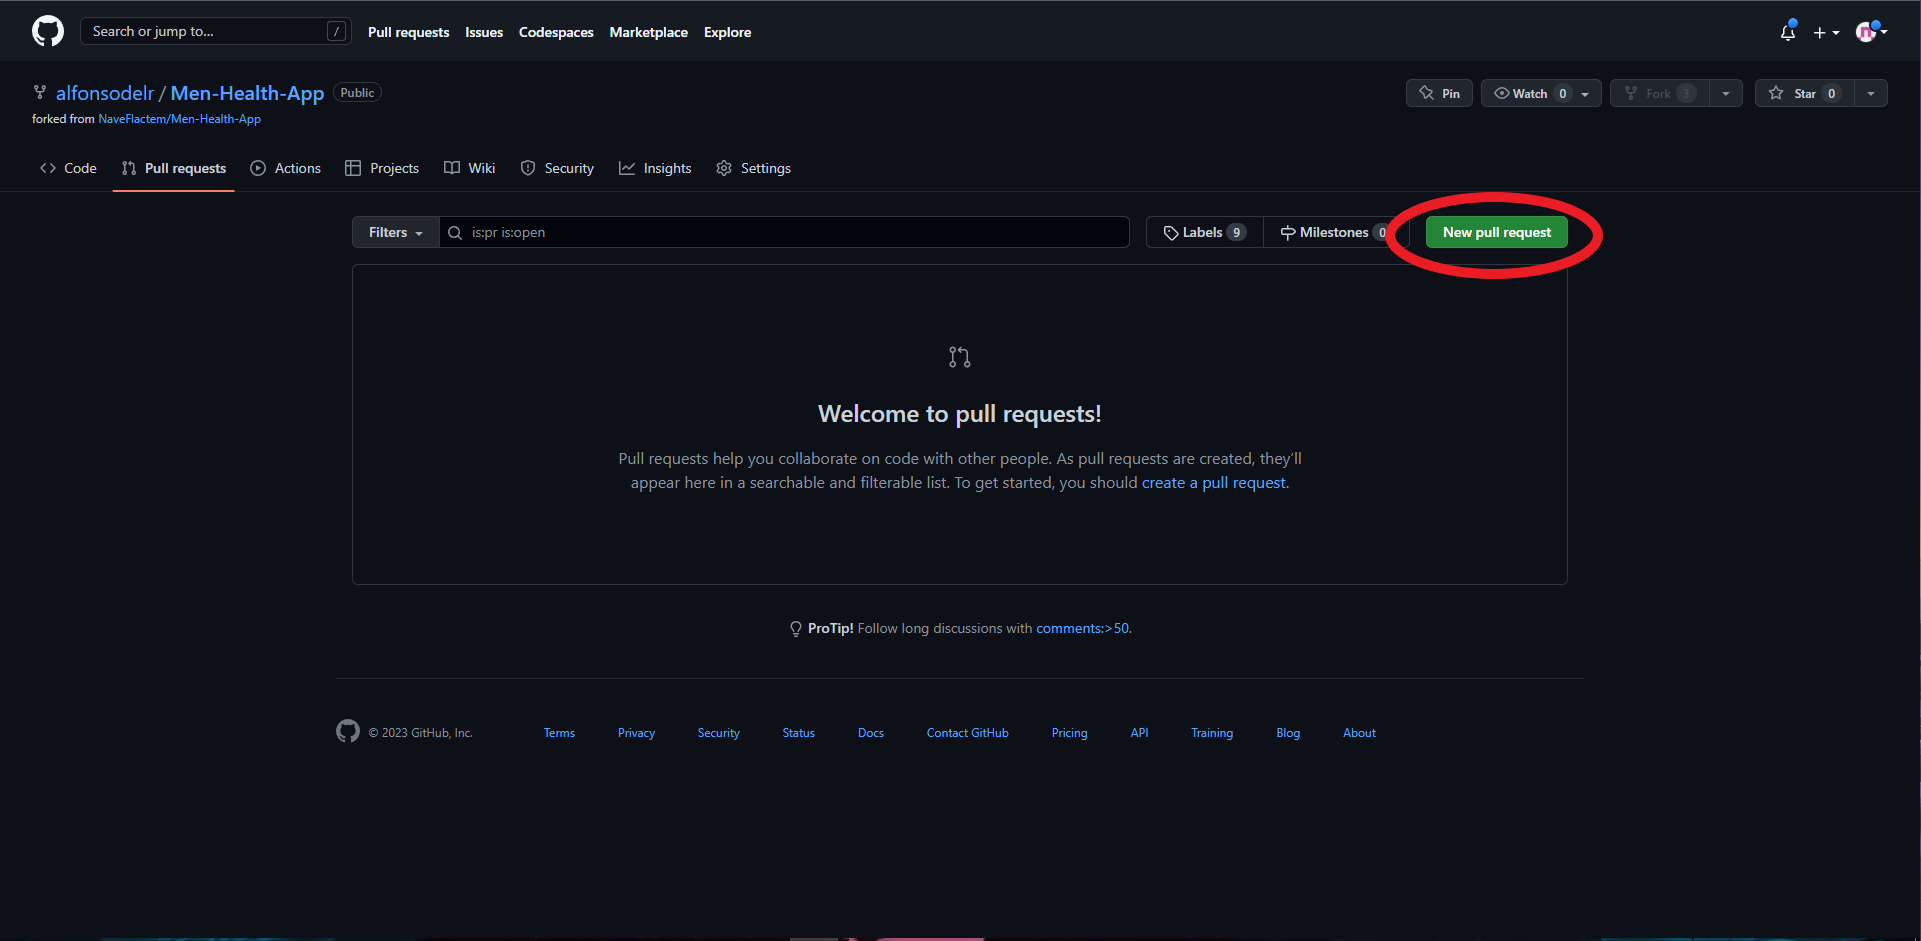 Search or jump to... / Pull requests Issues Codespaces Marketplace Explore
alfonsodelr / Men-Health-App Public Pin Watch 0 Fork 3 Star 0
forked from NaveFlactem/Men-Health-App
Code Pull requests Actions Projects Wiki Security Insights Settings
Filters is:pr is:open Labels 9 Milestones 0 New pull request
Welcome to pull requests!
Pull requests help you collaborate on code with other people. As pull requests are created, they’ll
appear here in a searchable and filterable list. To get started, you should create a pull request.
ProTip! Follow long discussions with comments:>50.
© 2023 GitHub, Inc. Terms Privacy Security Status Docs Contact GitHub Pricing API Training Blog About